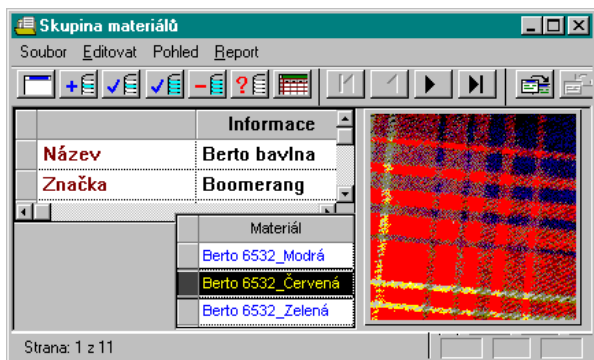 Skupina materiálů
Soubor Editovat Pohled Report
Informace
Název Berto bavlna
Značka Boomerang
Materiál
Berto 6532_Modrá
Berto 6532_Červená
Berto 6532_Zelená
Strana: 1 z 11